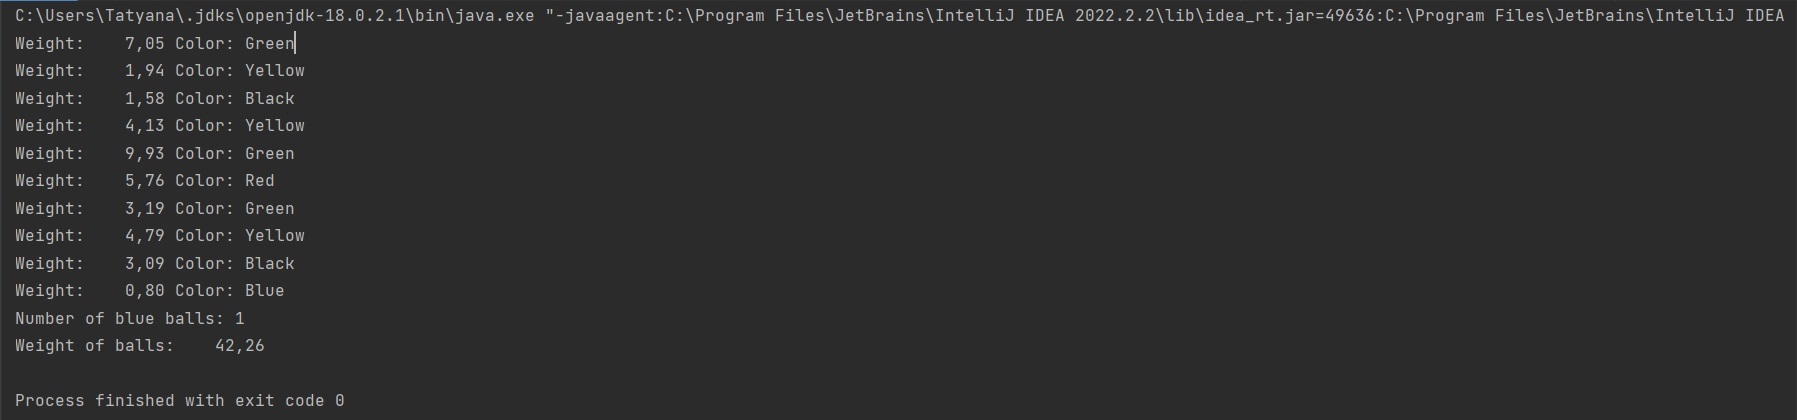 C:\Users\Tatyana\.jdks\openjdk-18.0.2.1\bin\java.exe "-javaagent:C:\Program Files\JetBrains\IntelliJ IDEA 2022.2.2\lib\idea_rt.jar=49636:C:\Program Files\JetBrains\IntelliJ IDEA
Weight:    7,05 Color: Green
Weight:    1,94 Color: Yellow
Weight:    1,58 Color: Black
Weight:    4,13 Color: Yellow
Weight:    9,93 Color: Green
Weight:    5,76 Color: Red
Weight:    3,19 Color: Green
Weight:    4,79 Color: Yellow
Weight:    3,09 Color: Black
Weight:    0,80 Color: Blue
Number of blue balls: 1
Weight of balls:    42,26
Process finished with exit code 0